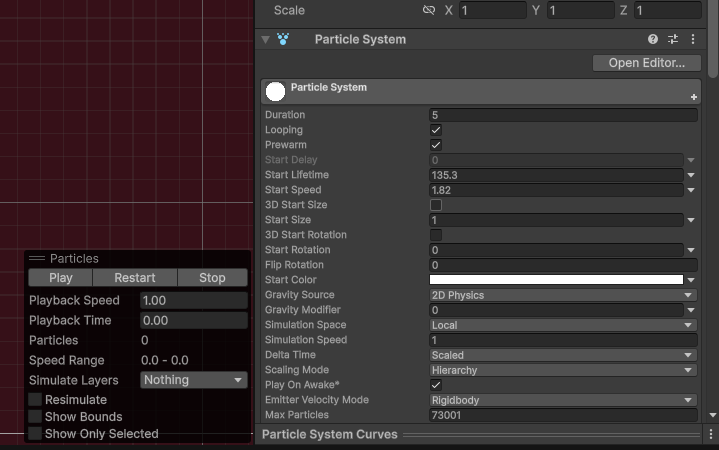 Scale X 1 Y 1 Z 1
Particle System
Open Editor...
Particle System
+
Duration 5
Looping
Prewarm
Start Delay 0
Start Lifetime 135.3
Start Speed 1.82
3D Start Size
Start Size 1
3D Start Rotation
Start Rotation 0
Flip Rotation 0
Start Color
Gravity Source 2D Physics
Gravity Modifier 0
Simulation Space Local
Simulation Speed 1
Delta Time Scaled
Scaling Mode Hierarchy
Play On Awake*
Emitter Velocity Mode Rigidbody
Max Particles 73001
Particle System Curves
Particles
Play Restart Stop
Playback Speed 1.00
Playback Time 0.00
Particles 0
Speed Range 0.0 - 0.0
Simulate Layers Nothing
Resimulate
Show Bounds
Show Only Selected